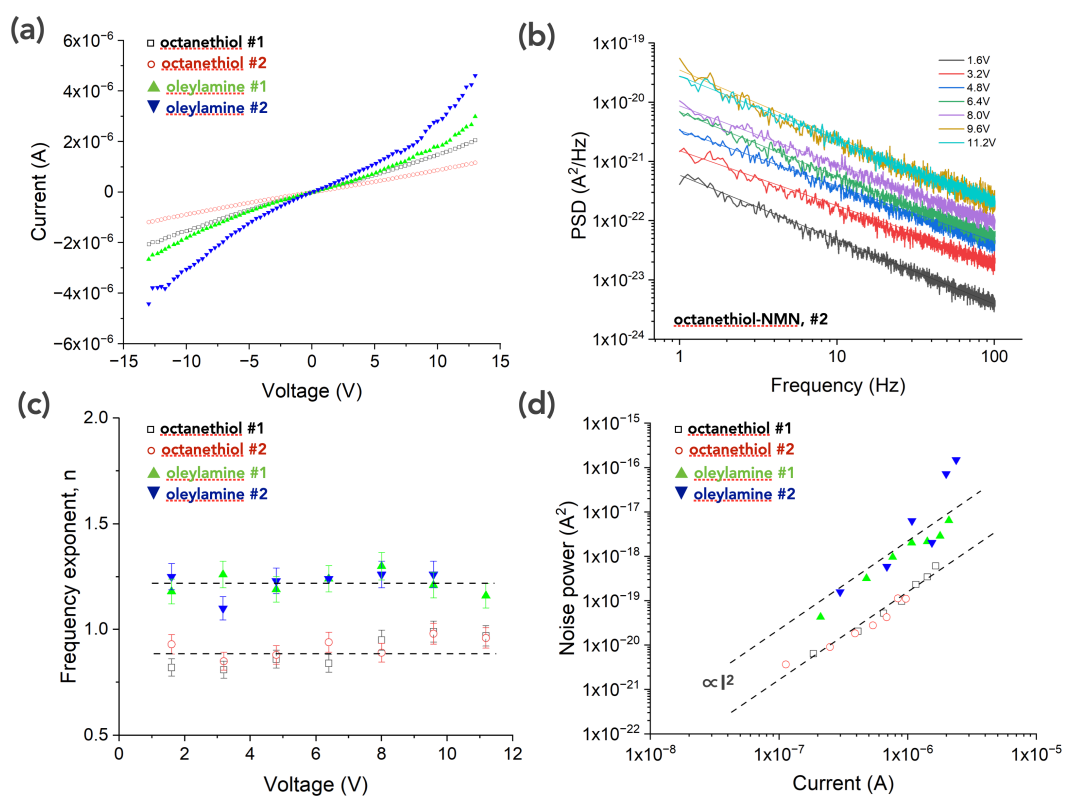 (a)
6x10⁻⁶
4x10⁻⁶
2x10⁻⁶
0
−2x10⁻⁶
−4x10⁻⁶
−6x10⁻⁶
Current (A)
octanethiol #1
octanethiol #2
oleylamine #1
oleylamine #2
−15 −10 −5 0 5 10 15
Voltage (V)
(b)
1x10⁻¹⁹
1x10⁻²⁰
1x10⁻²¹
1x10⁻²²
1x10⁻²³
1x10⁻²⁴
PSD (A²/Hz)
1.6V
3.2V
4.8V
6.4V
8.0V
9.6V
11.2V
octanethiol-NMN, #2
1 10 100
Frequency (Hz)
(c)
2.0
1.5
1.0
0.5
Frequency exponent, n
octanethiol #1
octanethiol #2
oleylamine #1
oleylamine #2
0 2 4 6 8 10 12
Voltage (V)
(d)
1x10⁻¹⁵
1x10⁻¹⁶
1x10⁻¹⁷
1x10⁻¹⁸
1x10⁻¹⁹
1x10⁻²⁰
1x10⁻²¹
1x10⁻²²
Noise power (A²)
octanethiol #1
octanethiol #2
oleylamine #1
oleylamine #2
∝I²
1x10⁻⁸ 1x10⁻⁷ 1x10⁻⁶ 1x10⁻⁵
Current (A)